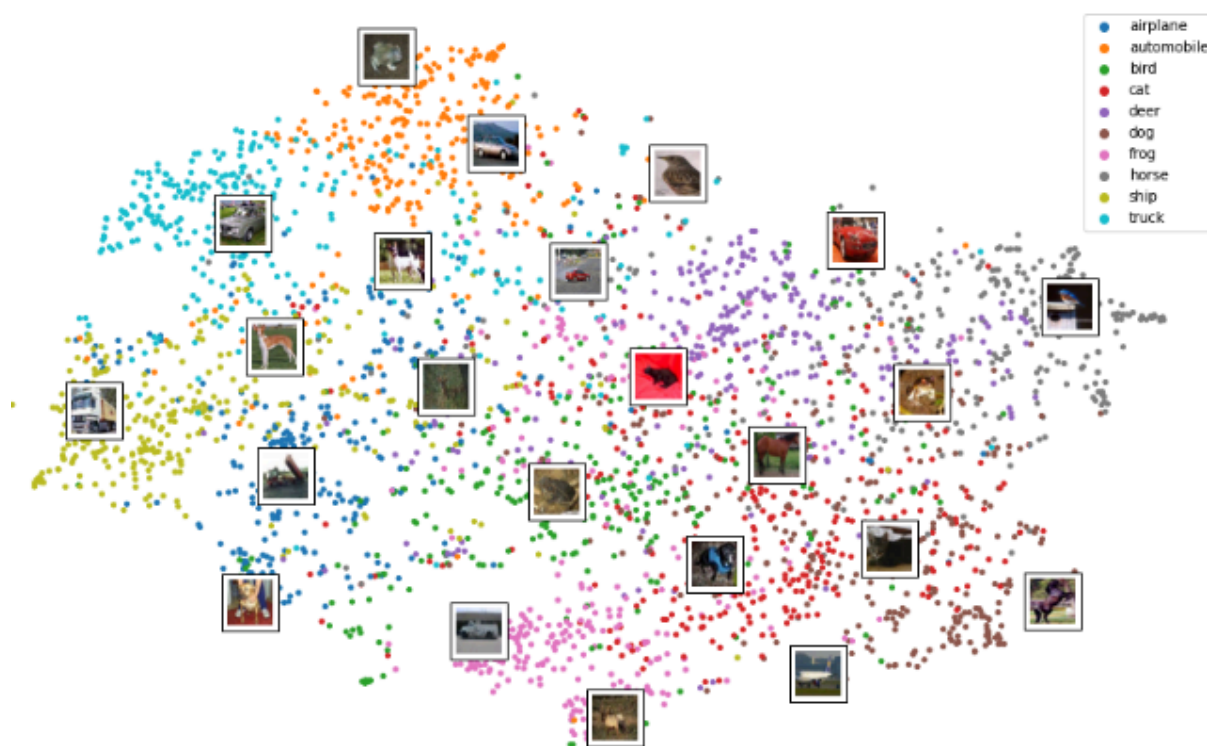 airplane
automobile
bird
cat
deer
dog
frog
horse
ship
truck